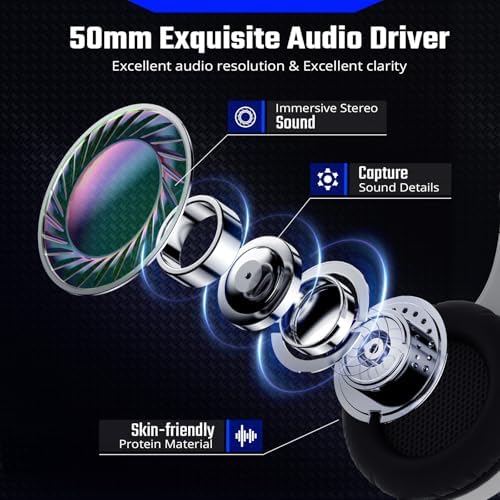 50mm Exquisite Audio Driver
Excellent audio resolution & Excellent clarity
Immersive Stereo
Sound
Capture
Sound Details
Skin-friendly
Protein Material